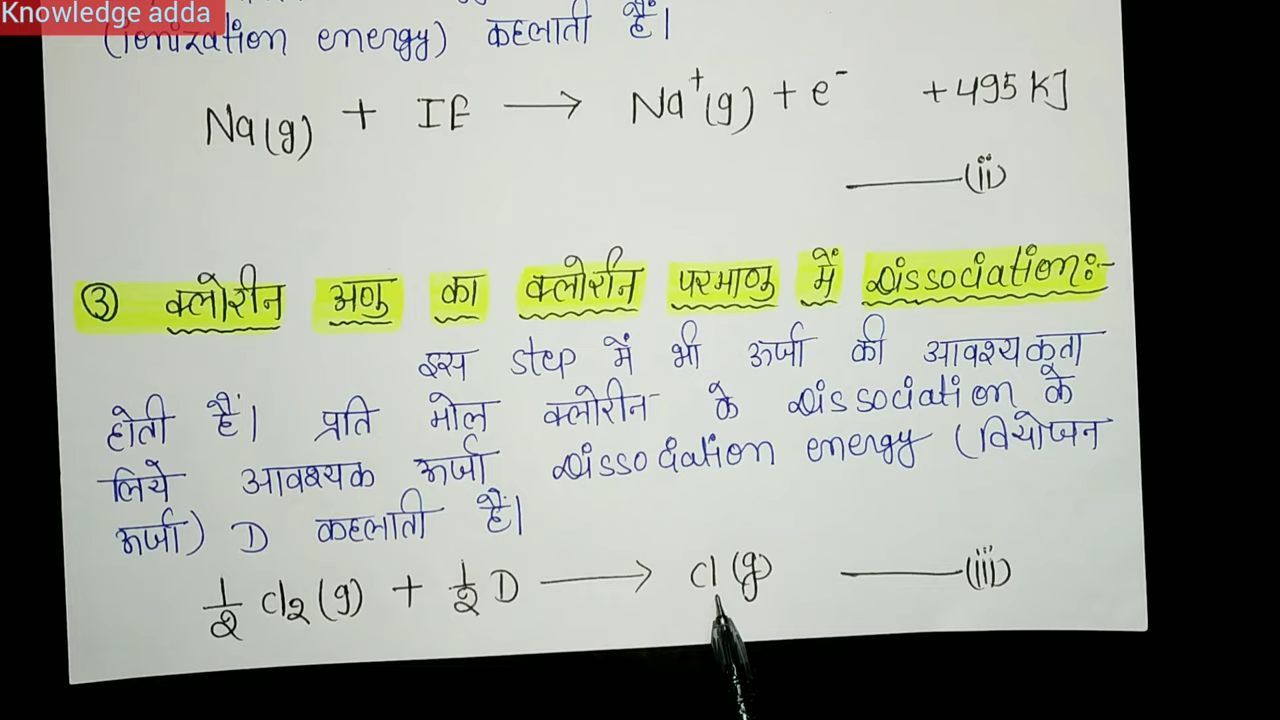 Knowledge adda
(ionization energy) कहलाती हैं।
Na(g) + IE ⟶ Na⁺(g) + e⁻ +495 KJ
——(ii)
③ क्लोरीन अणु का क्लोरीन परमाणु में Dissociation:-
इस step में भी ऊर्जा की आवश्यकता
होती हैं। प्रति मोल क्लोरीन के Dissociation के
लिये आवश्यक ऊर्जा Dissociation energy (वियोजन
ऊर्जा) D कहलाती हैं।
½ Cl₂(g) + ½ D ⟶ Cl(g) ——(iii)